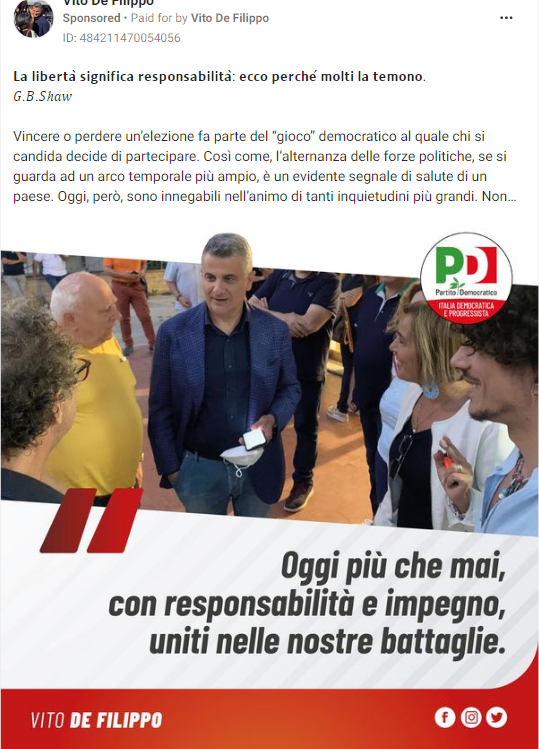 Vito De Filippo
Sponsored • Paid for by Vito De Filippo
ID: 484211470054056
La libertà significa responsabilità: ecco perché molti la temono.
G.B.Shaw
Vincere o perdere un'elezione fa parte del "gioco" democratico al quale chi si
candida decide di partecipare. Così come, l'alternanza delle forze politiche, se si
guarda ad un arco temporale più ampio, è un evidente segnale di salute di un
paese. Oggi, però, sono innegabili nell'animo di tanti inquietudini più grandi. Non...
PD
Partito Democratico
ITALIA DEMOCRATICA
E PROGRESSISTA
Oggi più che mai,
con responsabilità e impegno,
uniti nelle nostre battaglie.
VITO DE FILIPPO